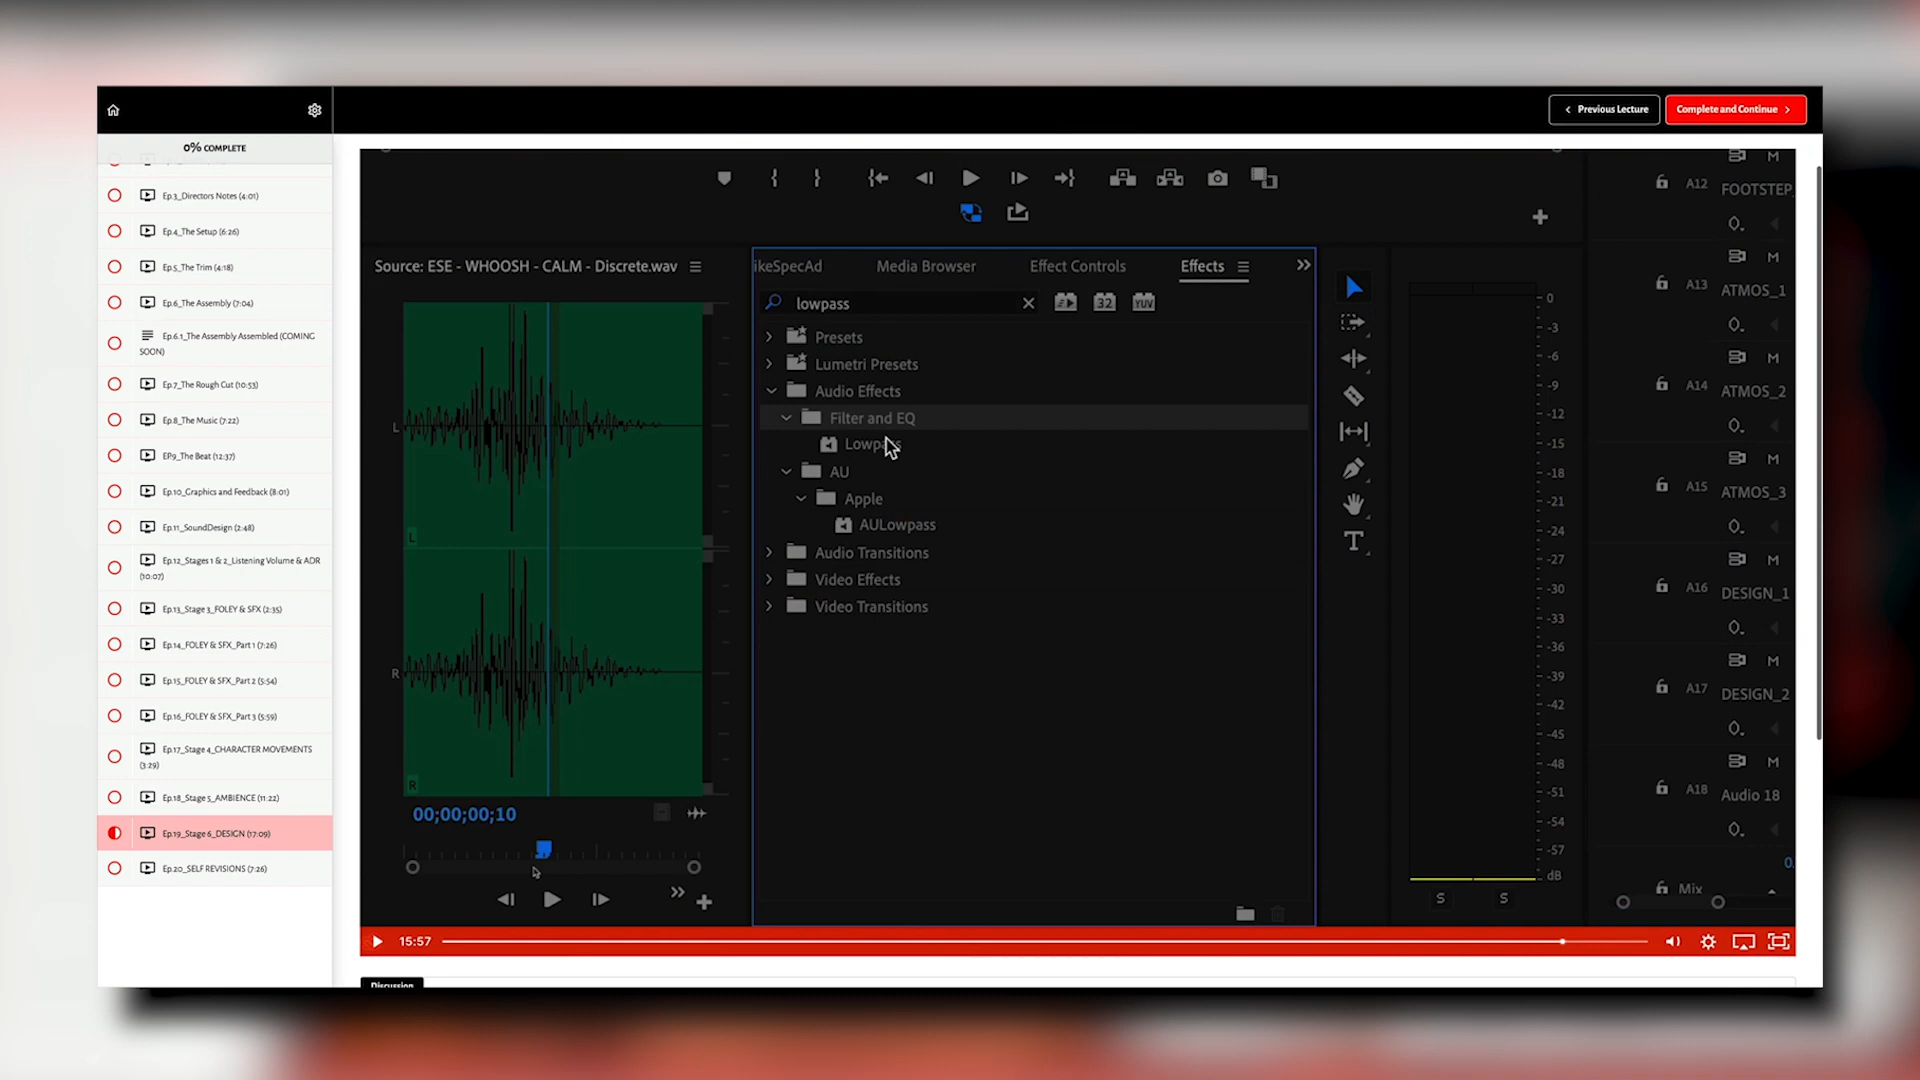 Previous Lecture
Complete and Continue
0% COMPLETE
Ep.3_Directors Notes (4:01)
Ep.4_The Setup (6:26)
Ep.5_The Trim (4:18)
Ep.6_The Assembly (7:04)
Ep.6.1_The Assembly Assembled (COMING
SOON)
Ep.7_The Rough Cut (10:53)
Ep.8_The Music (7:22)
EP.9_The Beat (12:37)
Ep.10_Graphics and Feedback (8:01)
Ep.11_SoundDesign (2:48)
Ep.12_Stages 1 & 2_Listening Volume & ADR
(10:07)
Ep.13_Stage 3_FOLEY & SFX (2:35)
Ep.14_FOLEY & SFX_Part 1 (7:26)
Ep.15_FOLEY & SFX_Part 2 (5:54)
Ep.16_FOLEY & SFX_Part 3 (5:59)
Ep.17_Stage 4_CHARACTER MOVEMENTS
(3:29)
Ep.18_Stage 5_AMBIENCE (11:22)
Ep.19_Stage 6_DESIGN (17:09)
Ep.20_SELF REVISIONS (7:26)
Source: ESE - WHOOSH - CALM - Discrete.wav
L
L
R
R
00;00;00;10
ikeSpecAd
Media Browser
Effect Controls
Effects
lowpass
32
YUV
Presets
Lumetri Presets
Audio Effects
Filter and EQ
Lowpass
AU
Apple
AULowpass
Audio Transitions
Video Effects
Video Transitions
T
0
-3
-6
-9
-12
-15
-18
-21
-24
-27
-30
-33
-36
-39
-42
-45
-48
-51
-54
-57
dB
S S
M
A12 FOOTSTEP
M
A13 ATMOS_1
M
A14 ATMOS_2
M
A15 ATMOS_3
M
A16 DESIGN_1
M
A17 DESIGN_2
M
A18 Audio 18
0.
Mix
15:57
Discussion